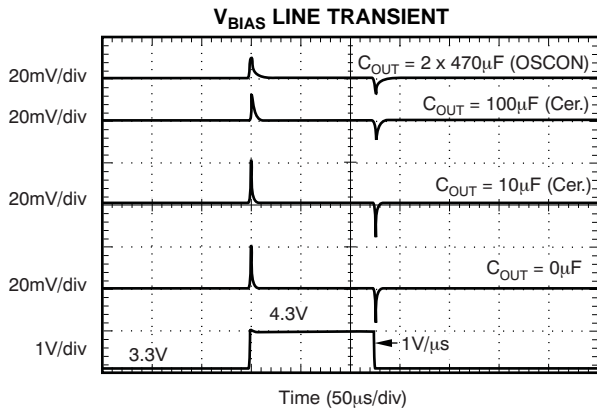 VBIAS LINE TRANSIENT
20mV/div
COUT = 2 x 470μF (OSCON)
20mV/div
COUT = 100μF (Cer.)
20mV/div
COUT = 10μF (Cer.)
20mV/div
COUT = 0μF
4.3V
1V/div
3.3V
1V/μs
Time (50μs/div)